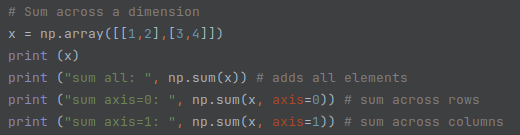 # Sum across a dimension
x = np.array([[1,2],[3,4]])
print (x)
print ("sum all: ", np.sum(x)) # adds all elements
print ("sum axis=0: ", np.sum(x, axis=0)) # sum across rows
print ("sum axis=1: ", np.sum(x, axis=1)) # sum across columns